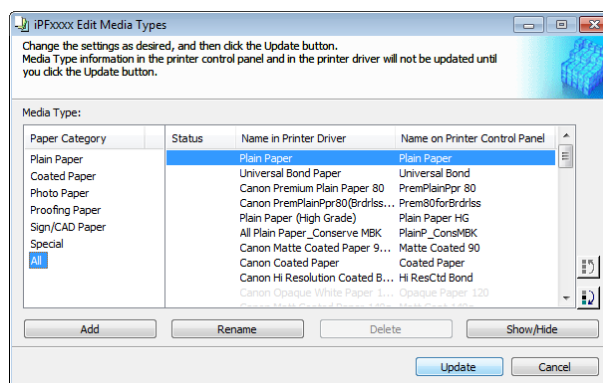 iPFxxxx Edit Media Types
Change the settings as desired, and then click the Update button.
Media Type information in the printer control panel and in the printer driver will not be updated until
you click the Update button.
Media Type:
Paper Category
Plain Paper
Coated Paper
Photo Paper
Proofing Paper
Sign/CAD Paper
Special
All
Status Name in Printer Driver Name on Printer Control Panel
Plain Paper Plain Paper
Universal Bond Paper Universal Bond
Canon Premium Plain Paper 80 PremPlainPpr 80
Canon PremPlainPpr80(Brdrlss... Prem80forBrdrlss
Plain Paper (High Grade) Plain Paper HG
All Plain Paper_Conserve MBK PlainP_ConsMBK
Canon Matte Coated Paper 9... Matte Coated 90
Canon Coated Paper Coated Paper
Canon Hi Resolution Coated B... Hi ResCtd Bond
Canon Opaque White Paper 1... Opaque Paper 120
Add Rename Delete Show/Hide
Update Cancel